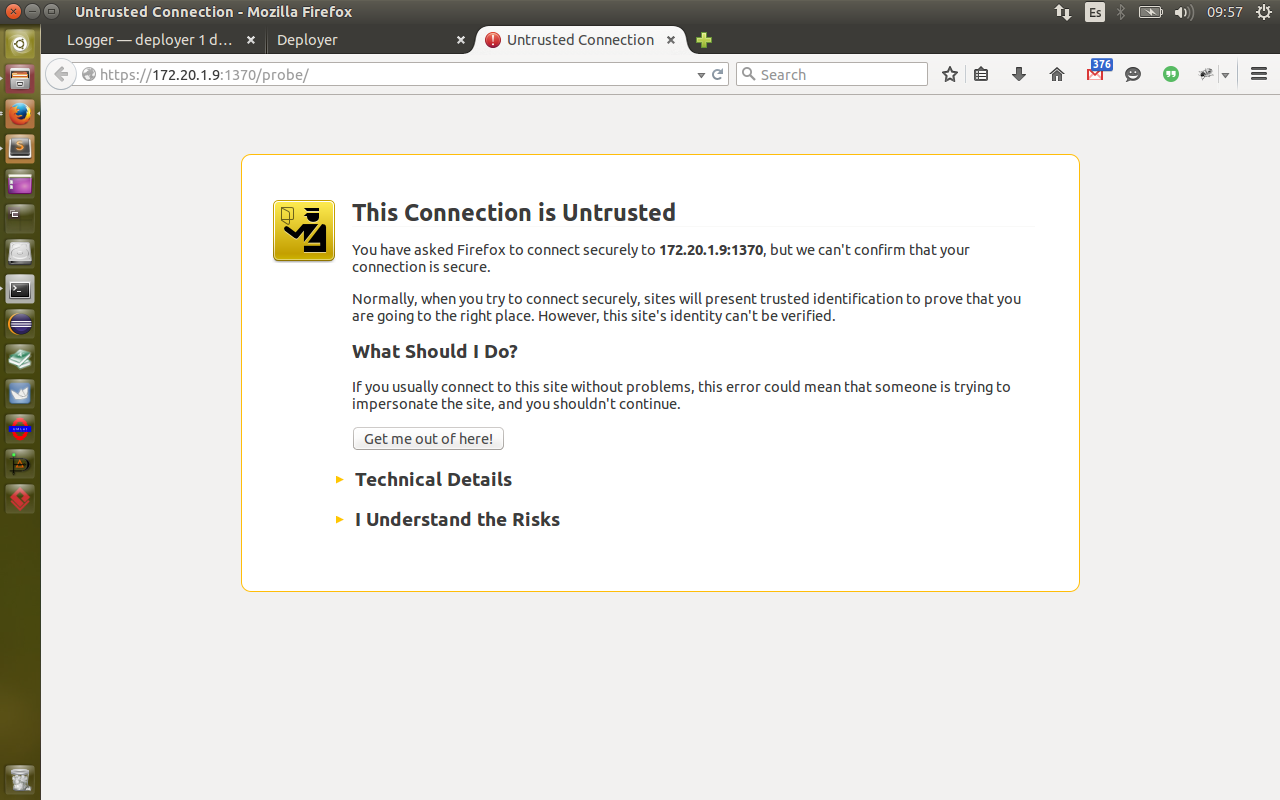 Untrusted Connection - Mozilla Firefox
Es
09:57
Logger — deployer 1 d...
Deployer
Untrusted Connection
https://172.20.1.9:1370/probe/
Search
376
This Connection is Untrusted
You have asked Firefox to connect securely to 172.20.1.9:1370, but we can't confirm that your
connection is secure.
Normally, when you try to connect securely, sites will present trusted identification to prove that you
are going to the right place. However, this site's identity can't be verified.
What Should I Do?
If you usually connect to this site without problems, this error could mean that someone is trying to
impersonate the site, and you shouldn't continue.
Get me out of here!
Technical Details
I Understand the Risks